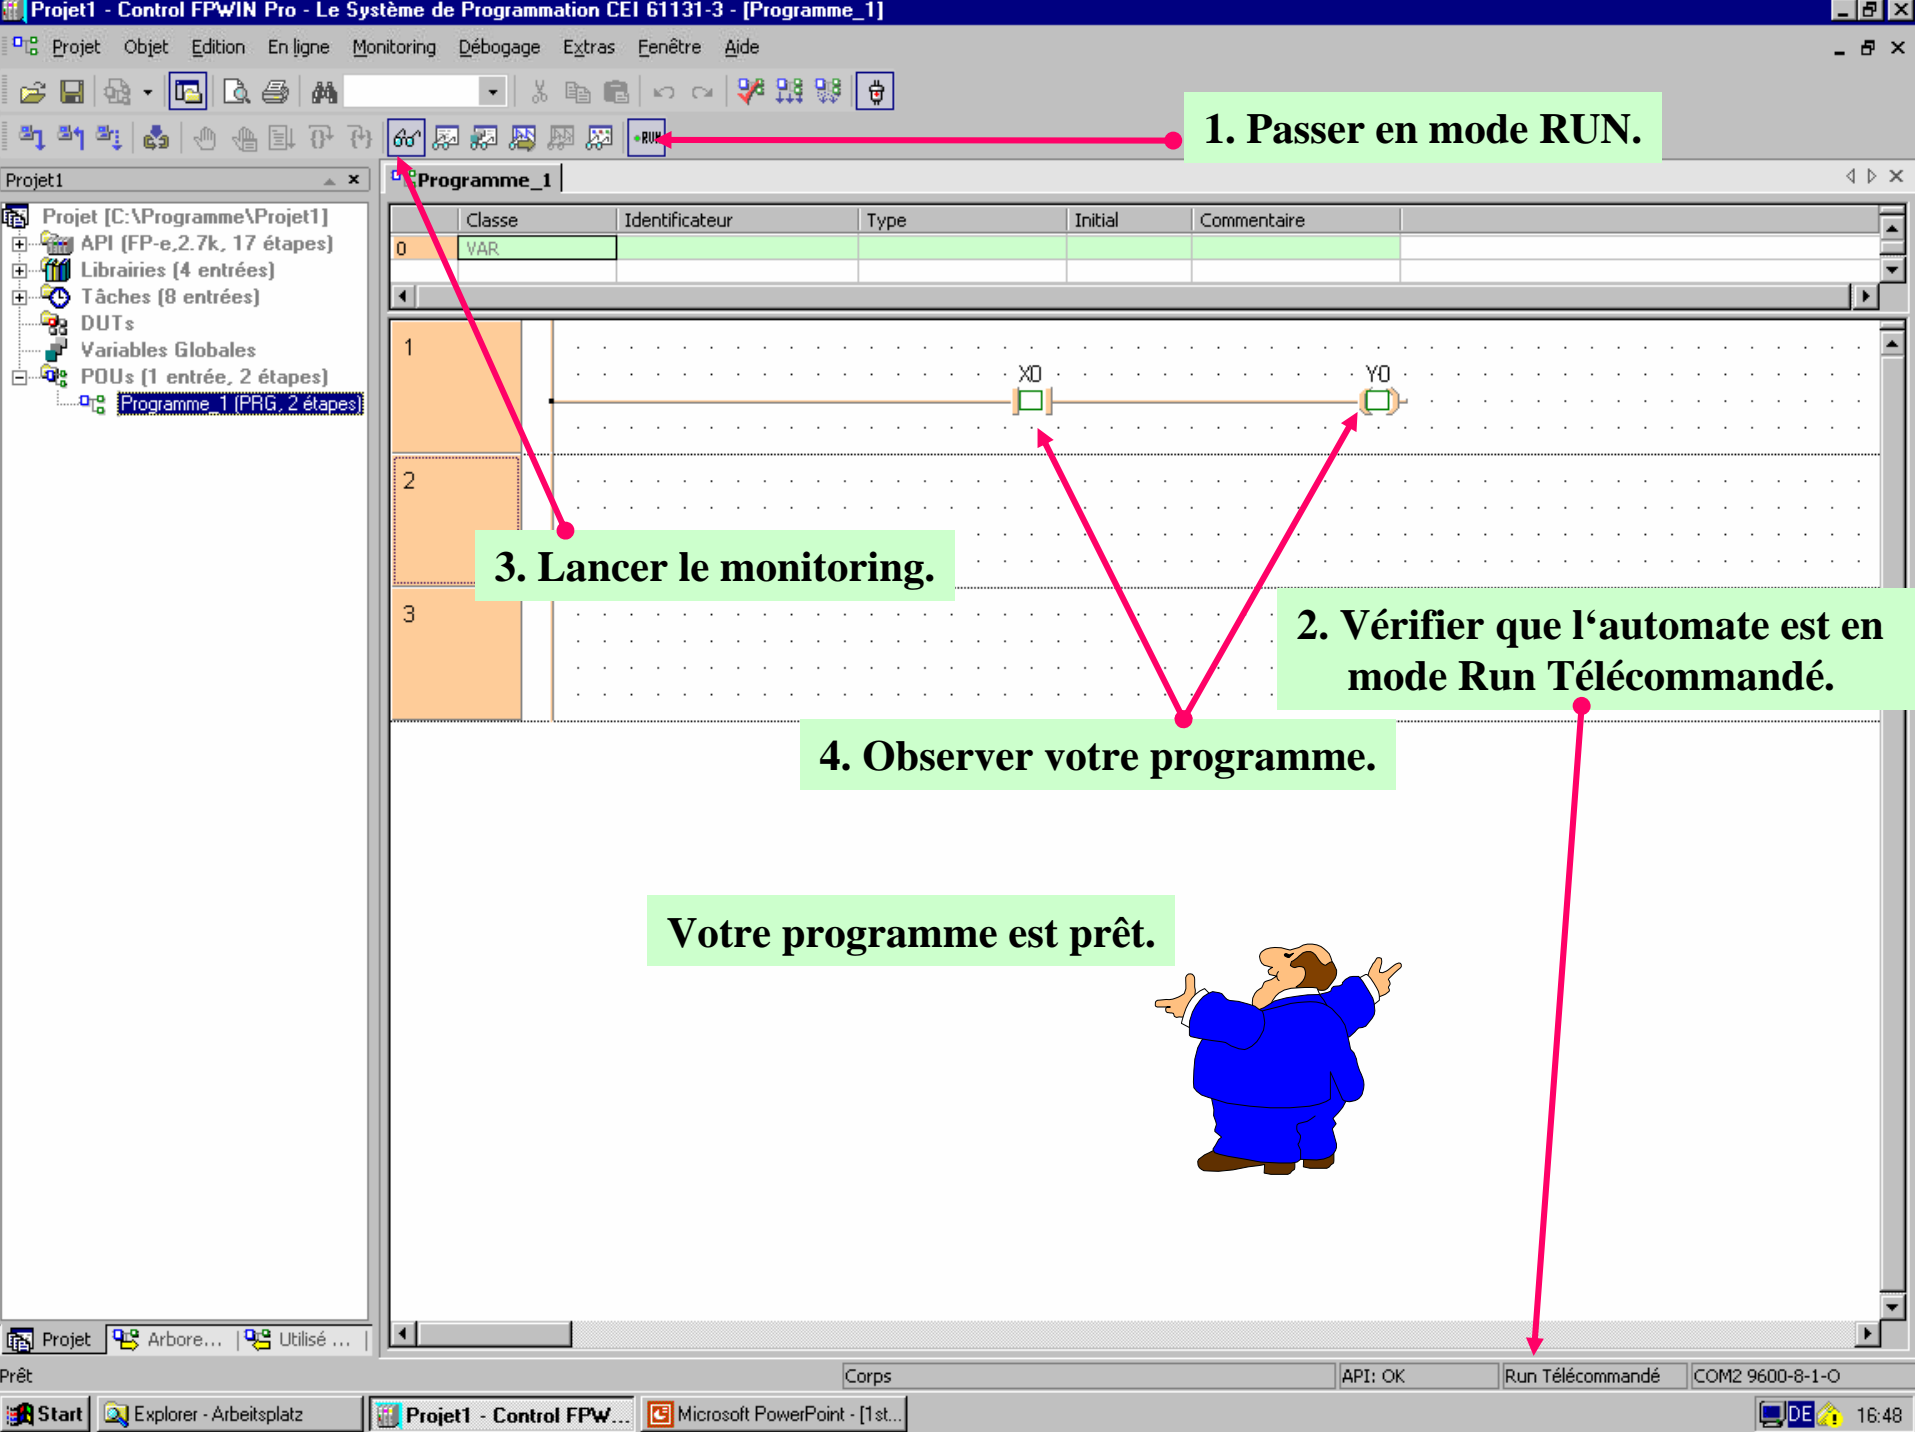 Projet1 - Control FPWIN Pro - Le Système de Programmation CEI 61131-3 - [Programme_1]
Projet Objet Edition En ligne Monitoring Débogage Extras Fenêtre Aide
RUN
1. Passer en mode RUN.
Projet1
Programme_1
Projet [C:\Programme\Projet1]
API (FP-e,2.7k, 17 étapes)
Librairies (4 entrées)
Tâches (8 entrées)
DUTs
Variables Globales
POUs (1 entrée, 2 étapes)
Programme_1 (PRG, 2 étapes)
Classe Identificateur Type Initial Commentaire
0 VAR
1
X0 Y0
2
3. Lancer le monitoring.
3
2. Vérifier que l‘automate est en
mode Run Télécommandé.
4. Observer votre programme.
Votre programme est prêt.
Projet Arbore... Utilisé ...
Prêt Corps API: OK Run Télécommandé COM2 9600-8-1-O
Start Explorer - Arbeitsplatz Projet1 - Control FPW... Microsoft PowerPoint - [1st... DE 16:48